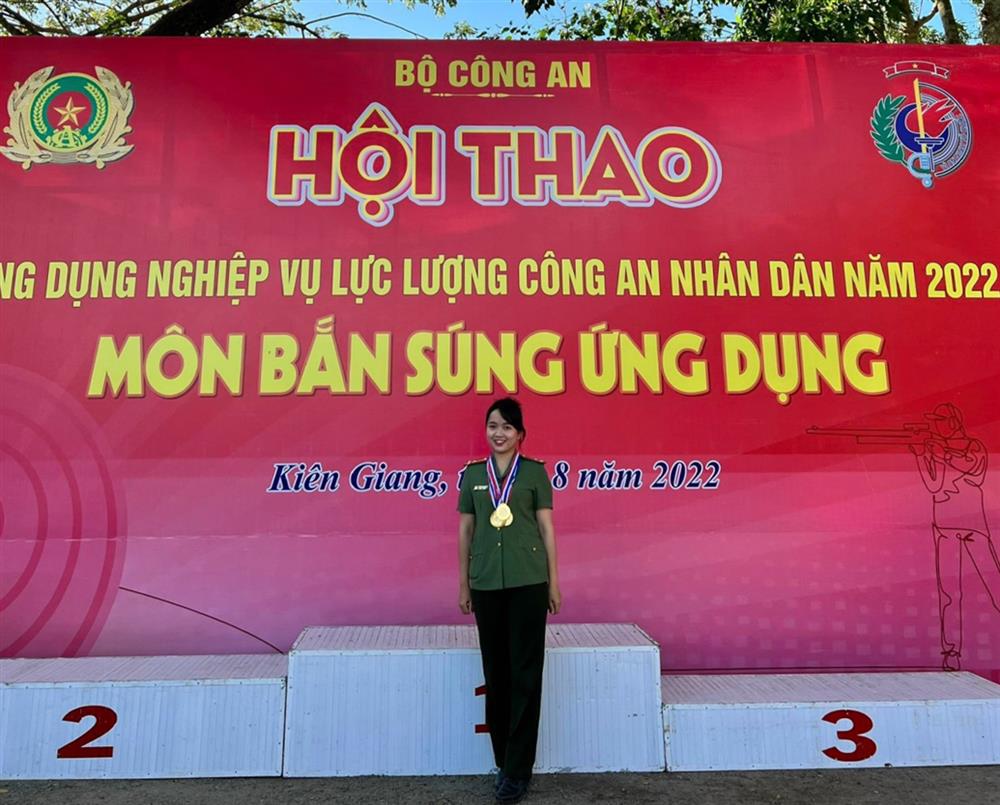 BỘ CÔNG AN
HỘI THAO
NG DỤNG NGHIỆP VỤ LỰC LƯỢNG CÔNG AN NHÂN DÂN NĂM 2022
MÔN BẮN SÚNG ỨNG DỤNG
Kiên Giang, t 8 năm 2022
1
2
3